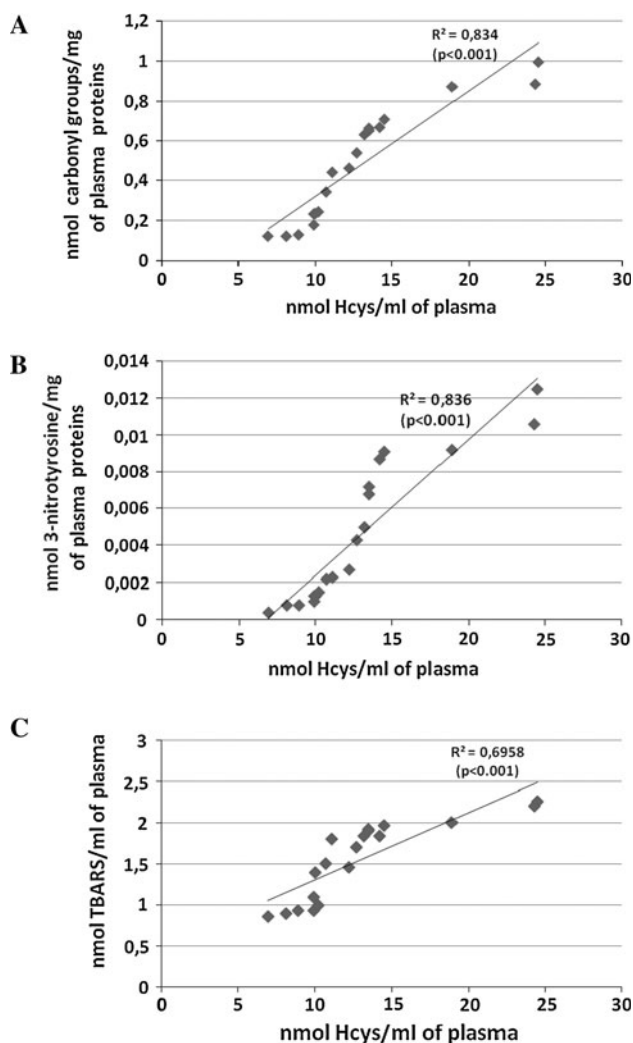 A
nmol carbonyl groups/mg
of plasma proteins
1,2
1
0,8
0,6
0,4
0,2
0
R² = 0,834
(p<0.001)
0 5 10 15 20 25 30
nmol Hcys/ml of plasma
B
nmol 3-nitrotyrosine/mg
of plasma proteins
0,014
0,012
0,01
0,008
0,006
0,004
0,002
0
R² = 0,836
(p<0.001)
0 5 10 15 20 25 30
nmol Hcys/ml of plasma
C
nmol TBARS/ml of plasma
3
2,5
2
1,5
1
0,5
0
R² = 0,6958
(p<0.001)
0 5 10 15 20 25 30
nmol Hcys/ml of plasma